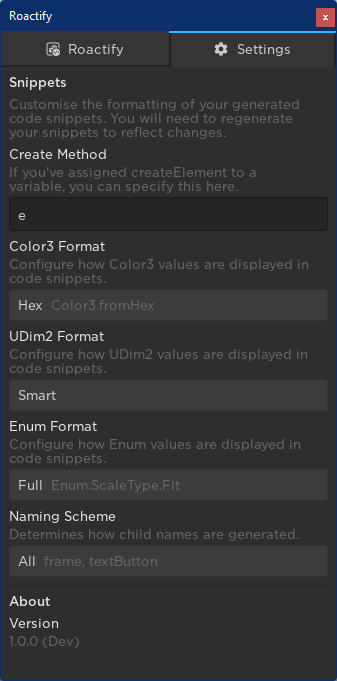 Roactify
x
Roactify
Settings
Snippets
Customise the formatting of your generated
code snippets. You will need to regenerate
your snippets to reflect changes.
Create Method
If you've assigned createElement to a
variable, you can specify this here.
e
Color3 Format
Configure how Color3 values are displayed in
code snippets.
Hex Color3.fromHex
UDim2 Format
Configure how UDim2 values are displayed in
code snippets.
Smart
Enum Format
Configure how Enum values are displayed in
code snippets.
Full Enum.ScaleType.Fit
Naming Scheme
Determines how child names are generated.
All frame, textButton
About
Version
1.0.0 (Dev)